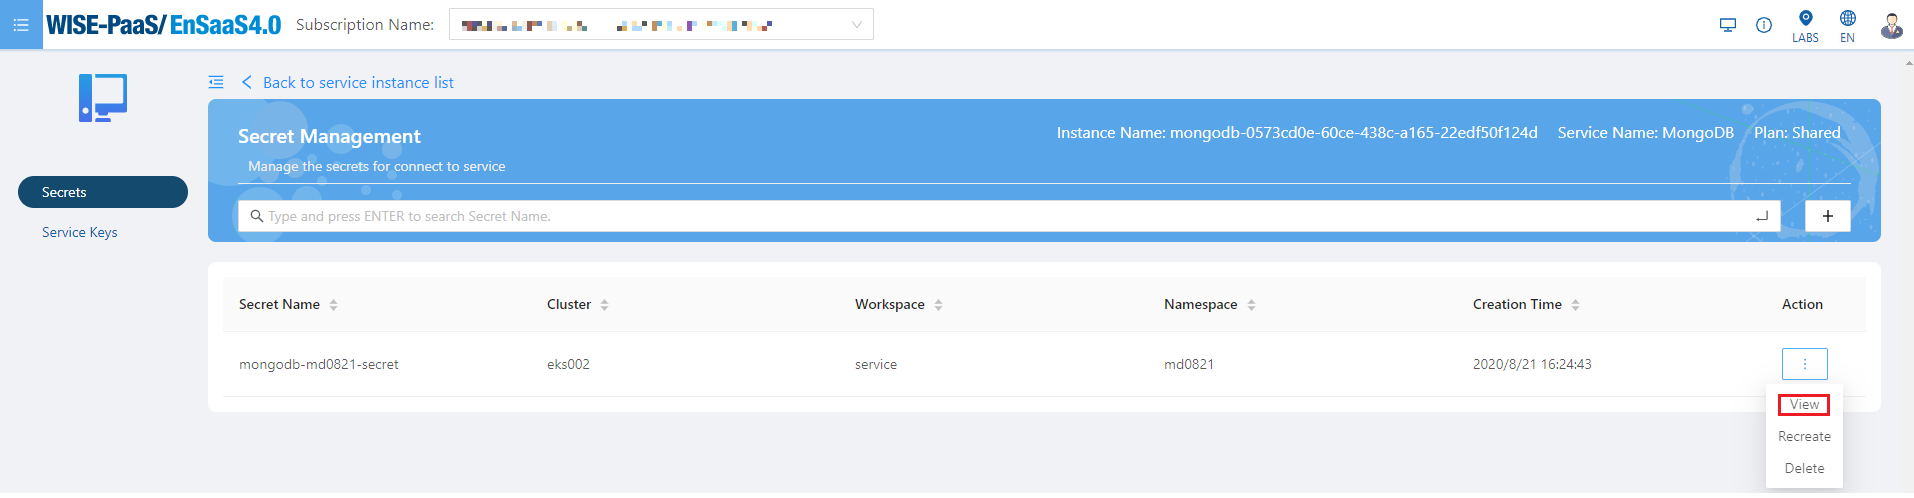 WISE-PaaS/ EnSaaS4.0 Subscription Name:
LABS EN
Back to service instance list
Secret Management
Instance Name: mongodb-0573cd0e-60ce-438c-a165-22edf50f124d Service Name: MongoDB Plan: Shared
Manage the secrets for connect to service
Secrets
Type and press ENTER to search Secret Name.
Service Keys
Secret Name Cluster Workspace Namespace Creation Time Action
mongodb-md0821-secret eks002 service md0821 2020/8/21 16:24:43
View
Recreate
Delete